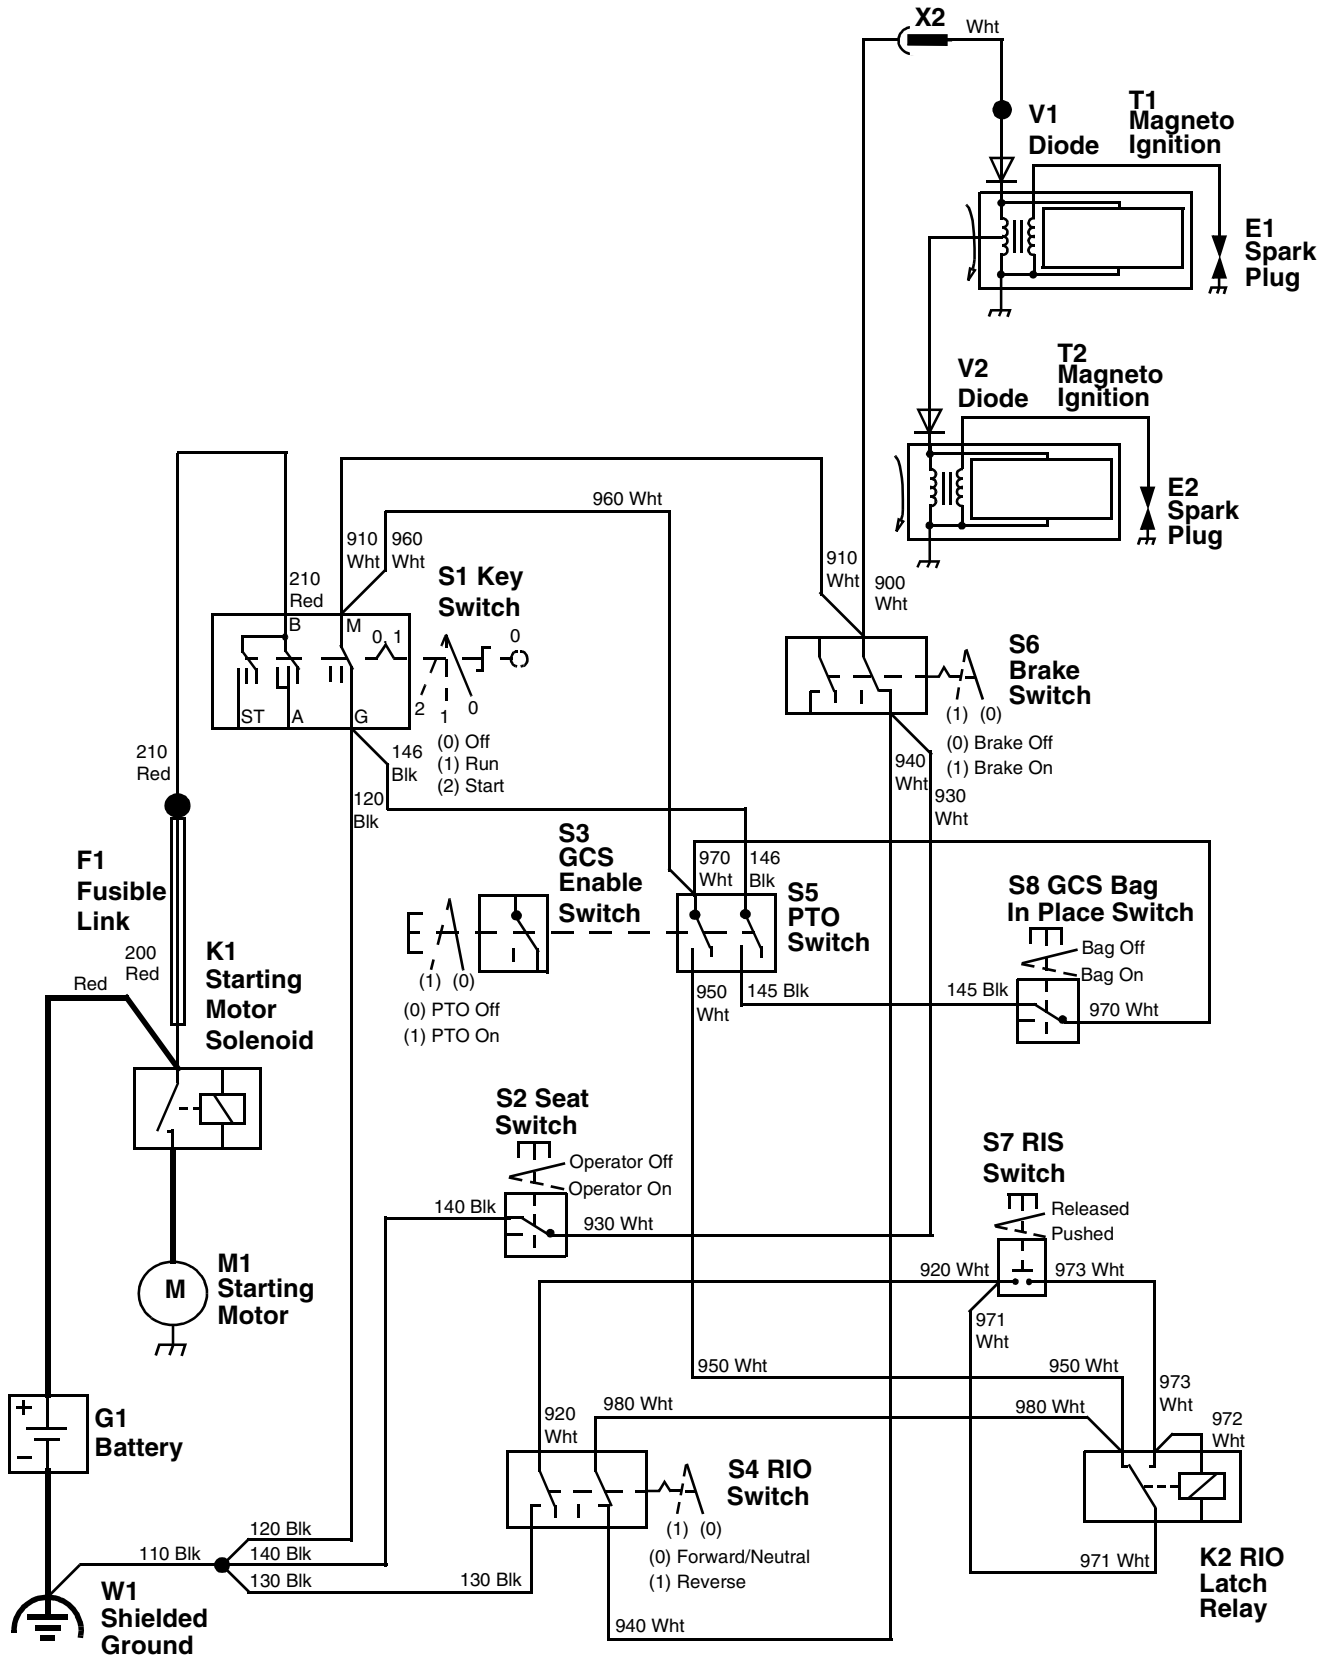 X2
Wht
V1
Diode
T1
Magneto
Ignition
E1
Spark
Plug
V2
Diode
T2
Magneto
Ignition
E2
Spark
Plug
960 Wht
910
Wht
960
Wht
210
Red
S1 Key
Switch
B
M
0, 1
0
ST
A
G
2
1
0
(0) Off
(1) Run
(2) Start
146
Blk
120
Blk
910
Wht
900
Wht
S6
Brake
Switch
(1) (0)
(0) Brake Off
(1) Brake On
940
Wht
930
Wht
210
Red
F1
Fusible
Link
200
Red
Red
K1
Starting
Motor
Solenoid
S3
GCS
Enable
Switch
(1) (0)
(0) PTO Off
(1) PTO On
970
Wht
146
Blk
S5
PTO
Switch
950
Wht
145 Blk
145 Blk
S8 GCS Bag
In Place Switch
Bag Off
Bag On
970 Wht
S2 Seat
Switch
Operator Off
Operator On
140 Blk
930 Wht
S7 RIS
Switch
Released
Pushed
920 Wht
973 Wht
971
Wht
M
M1
Starting
Motor
950 Wht
950 Wht
973
Wht
972
Wht
980 Wht
980 Wht
920
Wht
+
-
G1
Battery
S4 RIO
Switch
(1) (0)
(0) Forward/Neutral
(1) Reverse
120 Blk
110 Blk
140 Blk
130 Blk
130 Blk
971 Wht
K2 RIO
Latch
Relay
W1
Shielded
Ground
940 Wht